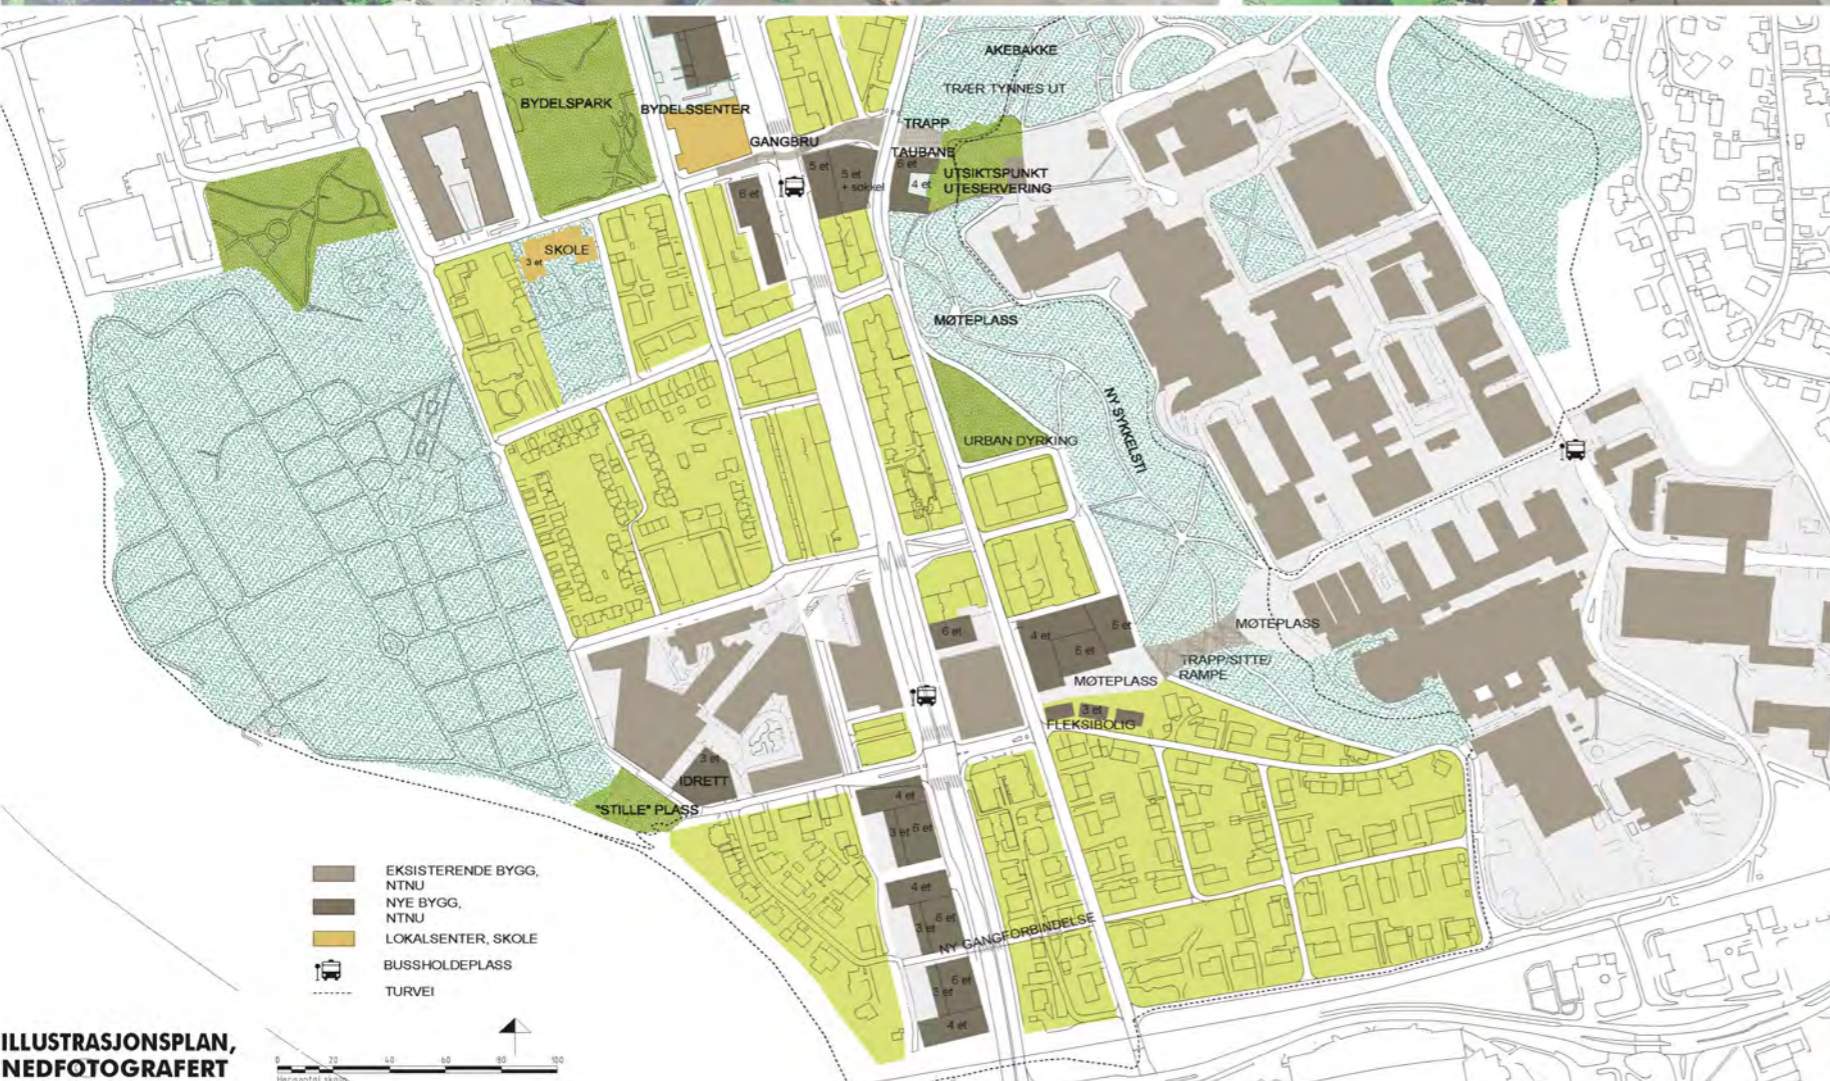 AKEBAKKE
TRÆR TYNNES UT
BYDELSPARK
BYDELSSENTER
TRAPP
GANGBRU
TAUBANE
5 et
5 et
+ søkkel
6 et
4 et
UTSIKTSPUNKT
UTESERVERING
6 et
SKOLE
3 et
MØTEPLASS
NY SYKKELSTI
URBAN DYRKING
6 et
4 et
6 et
6 et
MØTEPLASS
TRAPP/SITTE/
RAMPE
MØTEPLASS
3 et
FLEKSIBOLIG
3 et
IDRETT
"STILLE" PLASS
4 et
3 et 6 et
4 et
6 et
3 et
NY GANGFORBINDELSE
6 et
3 et
4 et
EKSISTERENDE BYGG,
NTNU
NYE BYGG,
NTNU
LOKALSENTER, SKOLE
BUSSHOLDEPLASS
TURVEI
ILLUSTRASJONSPLAN,
NEDFOTOGRAFERT
0 20 40 60 80 100